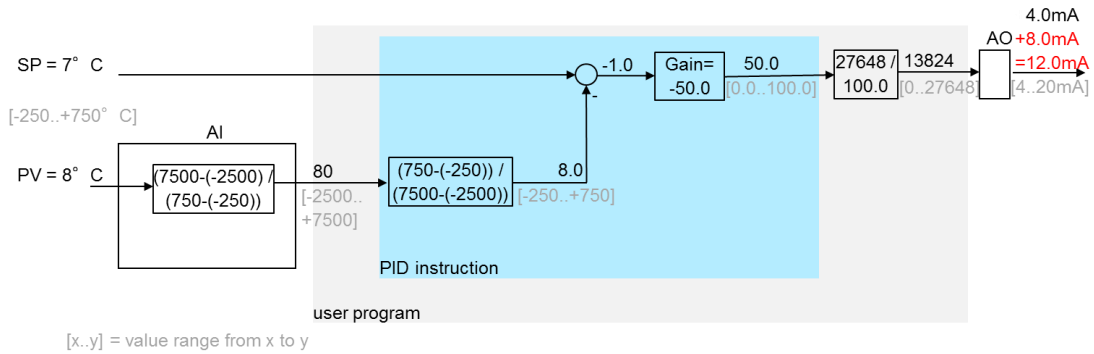 4.0mA
AO +8.0mA
=12.0mA
[4..20mA]
SP = 7° C
-1.0
Gain=
-50.0
50.0
[0.0..100.0]
27648 /
100.0
13824
[0..27648]
-
[-250..+750° C]
AI
PV = 8° C
(7500-(-2500) /
(750-(-250))
80
[-2500..
+7500]
(750-(-250)) /
(7500-(-2500))
8.0
[-250..+750]
PID instruction
user program
[x..y] = value range from x to y